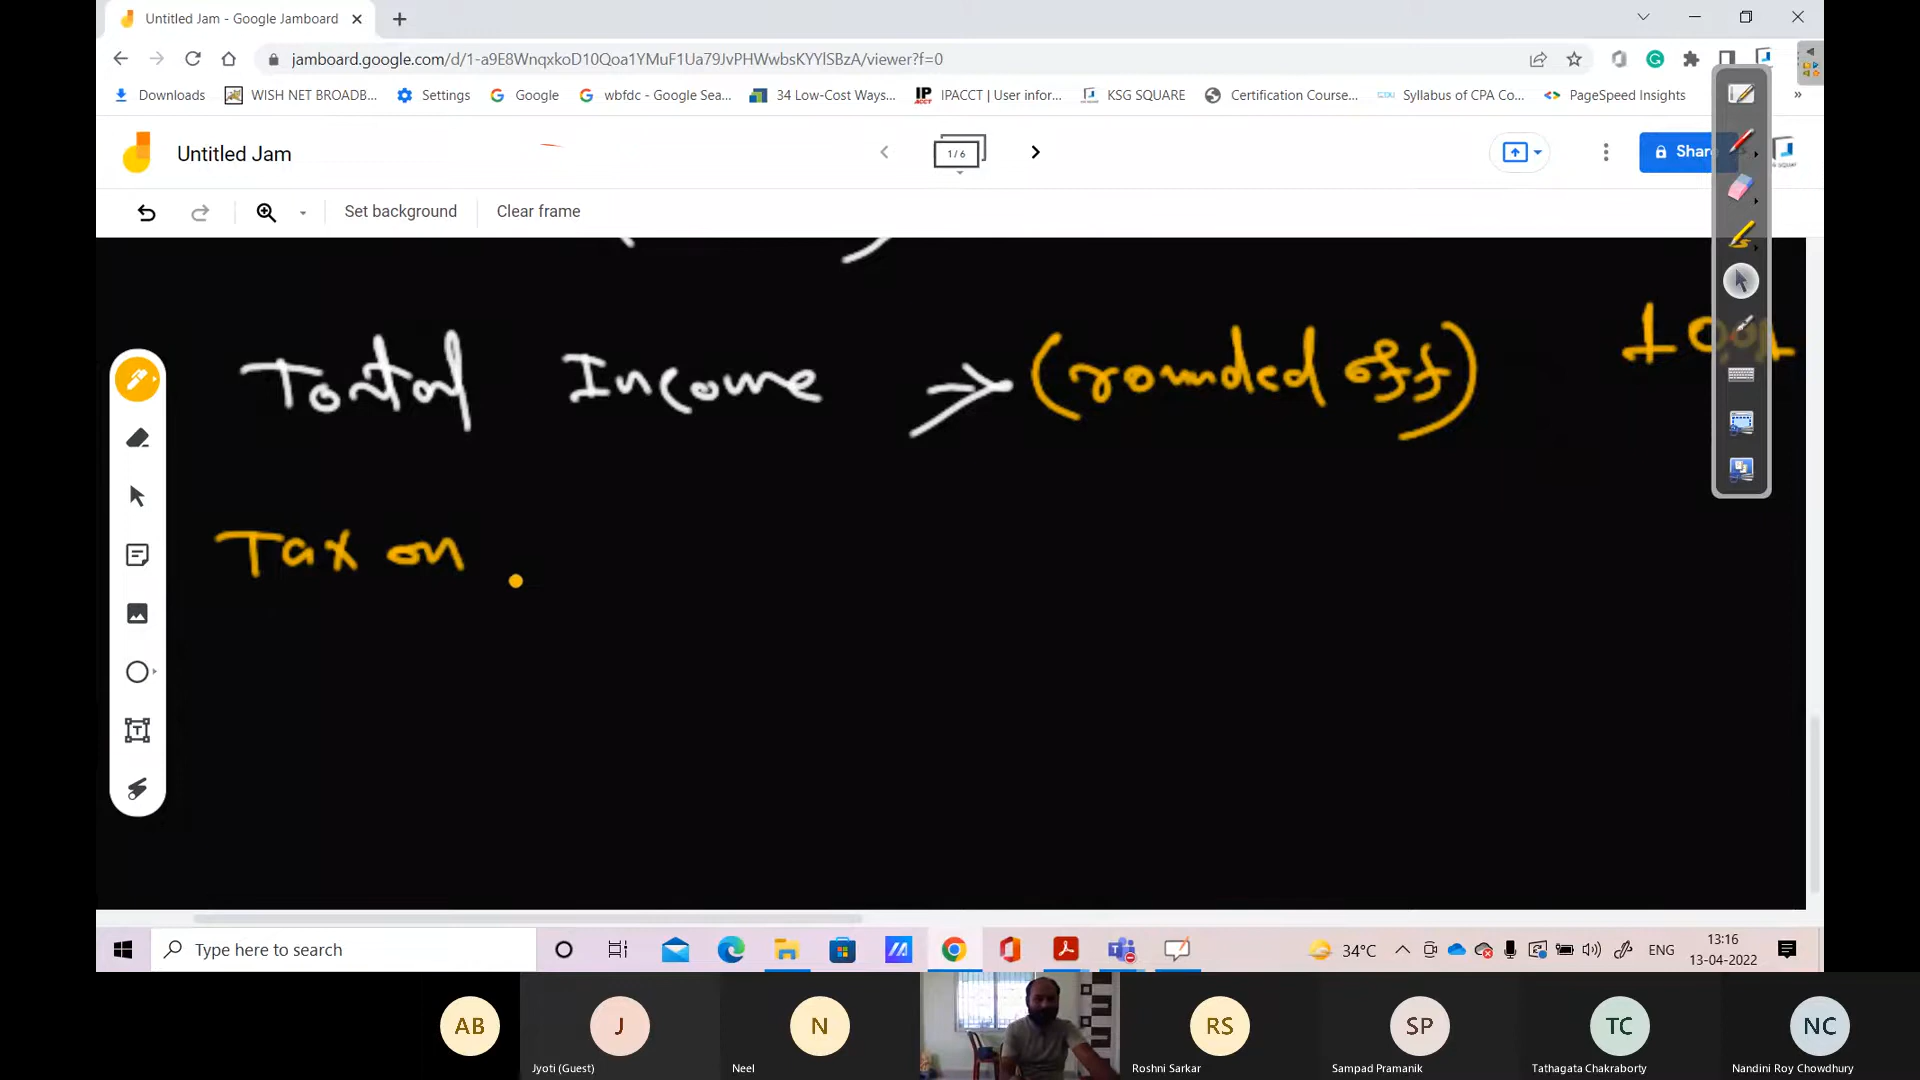 Untitled Jam - Google Jamboard
jamboard.google.com/d/1-a9E8WnqxkoD10Qoa1YMuF1Ua79JvPHWwbsKYYlSBzA/viewer?f=0
Downloads WISH NET BROADB... Settings Google wbfdc - Google Sea... 34 Low-Cost Ways... IPACCT | User infor... KSG SQUARE Certification Course... Syllabus of CPA Co... PageSpeed Insights »
Untitled Jam 1/6 Share
Set background Clear frame
Tontal Income (rounded off)
Tax on
Type here to search 34°C ENG 13:16
13-04-2022
AB J N RS SP TC NC
Jyoti (Guest) Neel Roshni Sarkar Sampad Pramanik Tathagata Chakraborty Nandini Roy Chowdhury